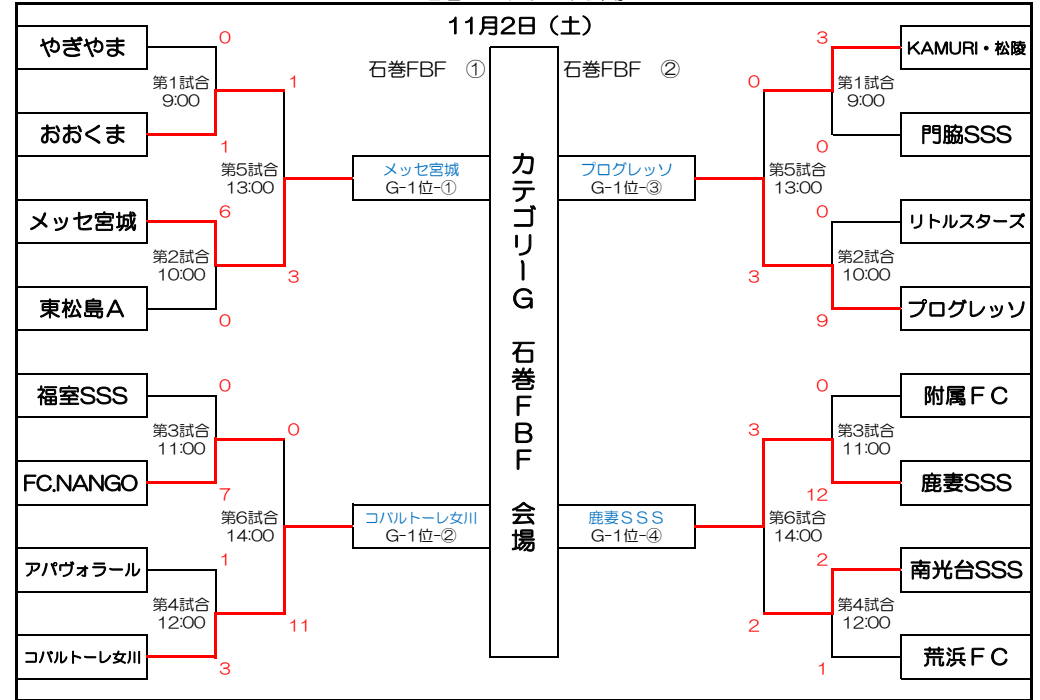 11月2日（土）
石巻FBF ①
石巻FBF ②
カテゴリーG 石巻FBF 会場
やぎやま
0
第1試合
9:00
おおくま
1
1
第5試合
13:00
メッセ宮城
G-1位-①
メッセ宮城
6
第2試合
10:00
3
東松島A
0
福室SSS
0
第3試合
11:00
0
FC.NANGO
7
第6試合
14:00
コバルトーレ女川
G-1位-②
アパヴォラール
1
第4試合
12:00
11
コバルトーレ女川
3
3
KAMURI・松陵
0
第1試合
9:00
門脇SSS
0
プログレッソ
G-1位-③
第5試合
13:00
0
リトルスターズ
第2試合
10:00
3
9
プログレッソ
0
附属FC
3
第3試合
11:00
12
鹿妻SSS
鹿妻SSS
G-1位-④
第6試合
14:00
2
南光台SSS
第4試合
12:00
2
1
荒浜FC